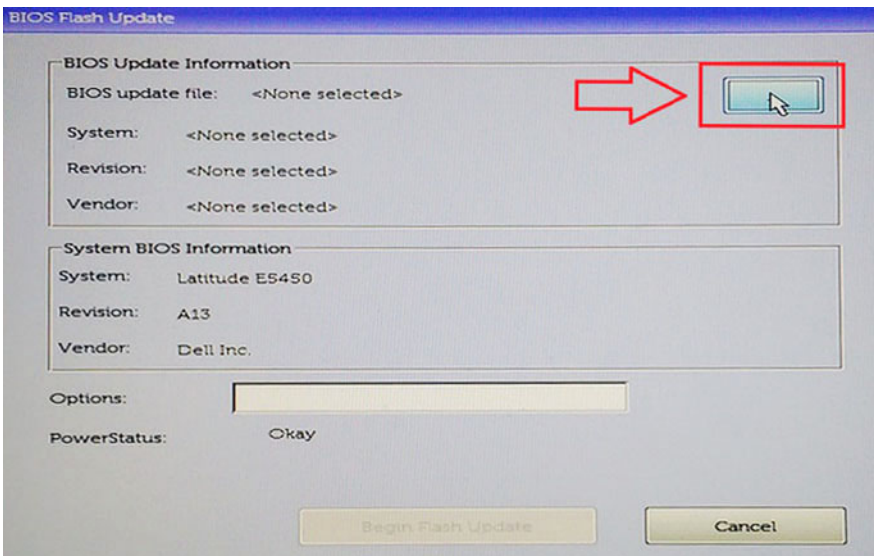 BIOS Flash Update
BIOS Update Information
BIOS update file: <None selected>
System: <None selected>
Revision: <None selected>
Vendor: <None selected>
System BIOS Information
System: Latitude E5450
Revision: A13
Vendor: Dell Inc.
Options:
PowerStatus: Okay
Begin Flash Update
Cancel